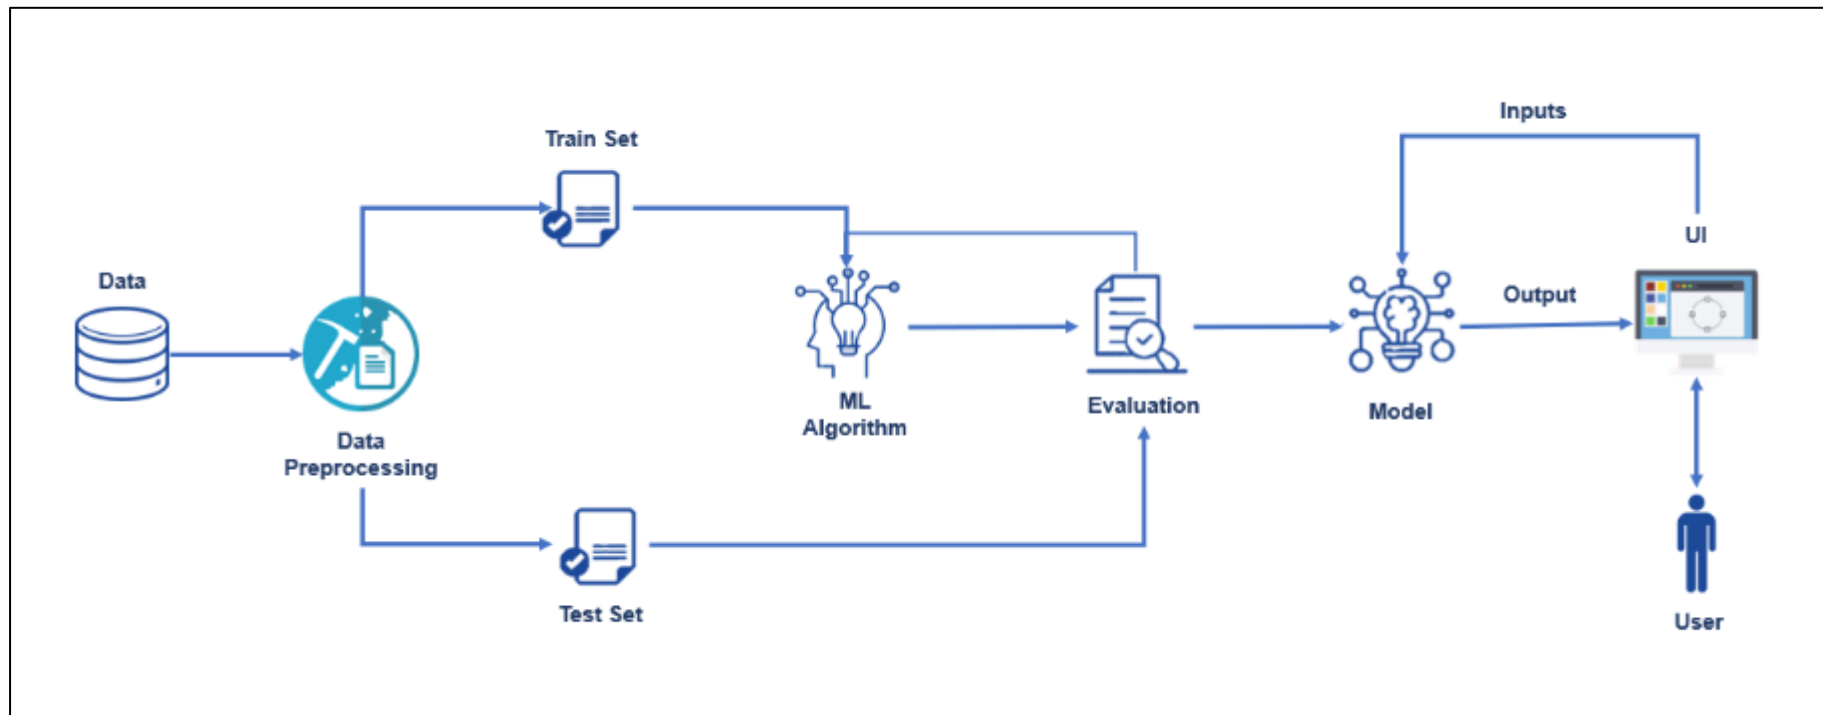 Data
Data
Preprocessing
Train Set
Test Set
ML
Algorithm
Evaluation
Model
Inputs
Output
UI
User